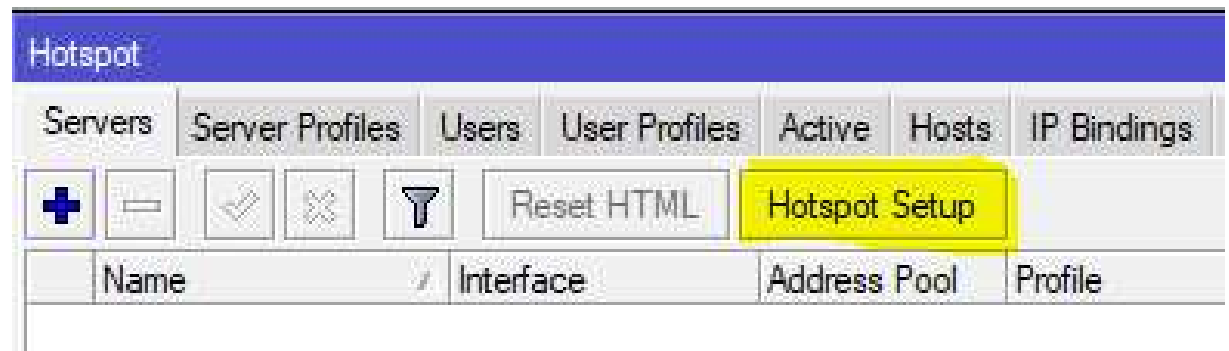 Hotspot
Servers Server Profiles Users User Profiles Active Hosts IP Bindings
Reset HTML Hotspot Setup
Name Interface Address Pool Profile